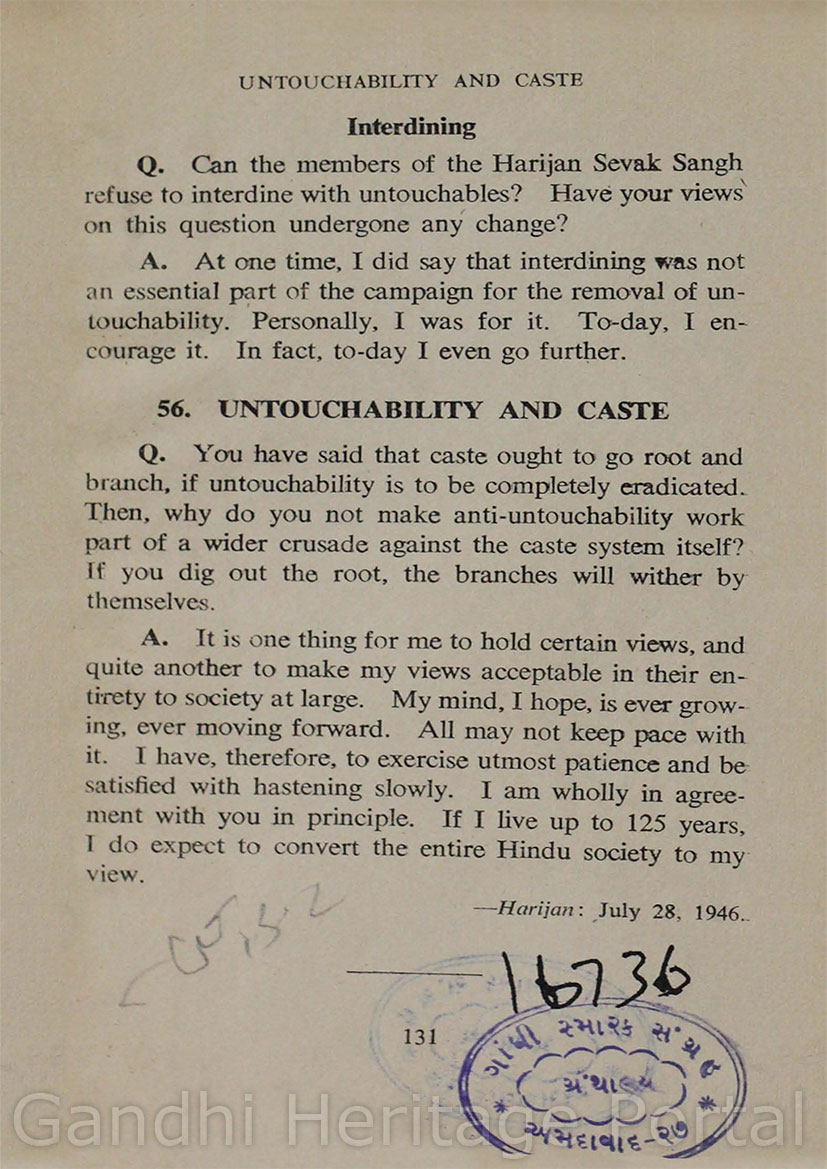 UNTOUCHABILITY AND CASTE
Interdining
Q. Can the members of the Harijan Sevak Sangh
refuse to interdine with untouchables? Have your views
on this question undergone any change?
A. At one time, I did say that interdining was not
an essential part of the campaign for the removal of un-
touchability. Personally, I was for it. To-day, I en-
courage it. In fact, to-day I even go further.
56. UNTOUCHABILITY AND CASTE
Q. You have said that caste ought to go root and
branch, if untouchability is to be completely eradicated.
Then, why do you not make anti-untouchability work
part of a wider crusade against the caste system itself?
If you dig out the root, the branches will wither by
themselves.
A. It is one thing for me to hold certain views, and
quite another to make my views acceptable in their en-
tirety to society at large. My mind, I hope, is ever grow-
ing, ever moving forward. All may not keep pace with
it. I have, therefore, to exercise utmost patience and be
satisfied with hastening slowly. I am wholly in agree-
ment with you in principle. If I live up to 125 years,
I do expect to convert the entire Hindu society to my
view.
—Harijan: July 28, 1946.
16736
131
ગાંધી સ્મારક સંગ્રહ
ગ્રંથાલય
* અમદાવાદ-૨૭ *
Gandhi Heritage Portal